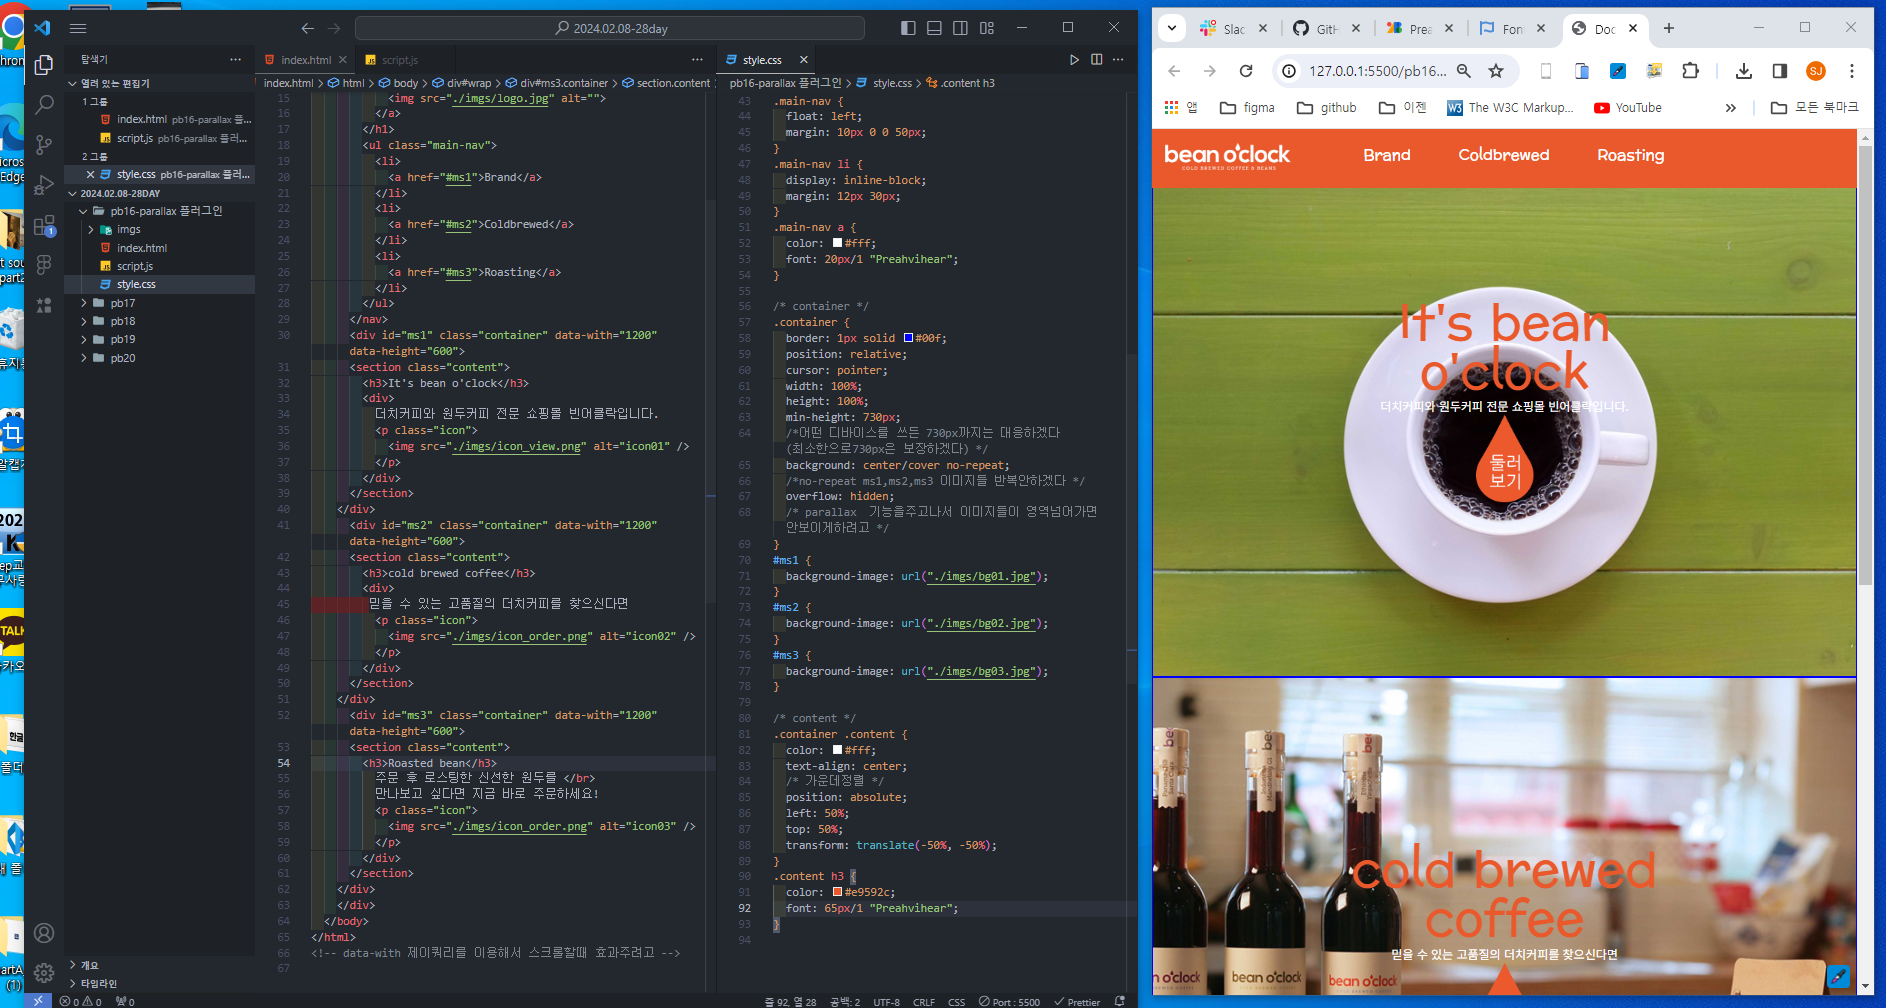 2024.02.08-28day
탐색기
열려 있는 편집기
1 그룹
index.html pb16-parallax 플...
script.js pb16-parallax 플러...
2 그룹
style.css pb16-parallax 플러...
2024.02.08-28DAY
pb16-parallax 플러그인
imgs
index.html
script.js
style.css
pb17
pb18
pb19
pb20
개요
타임라인
index.html
script.js
index.html > html > body > div#wrap > div#ms3.container > section.content
15 <img src="./imgs/logo.jpg" alt="">
16 </a>
17 </h1>
18 <ul class="main-nav">
19 <li>
20 <a href="#ms1">Brand</a>
21 </li>
22 <li>
23 <a href="#ms2">Coldbrewed</a>
24 </li>
25 <li>
26 <a href="#ms3">Roasting</a>
27 </li>
28 </ul>
29 </nav>
30 <div id="ms1" class="container" data-with="1200"
data-height="600">
31 <section class="content">
32 <h3>It's bean o'clock</h3>
33 <div>
34 더치커피와 원두커피 전문 쇼핑몰 빈어클락입니다.
35 <p class="icon">
36 <img src="./imgs/icon_view.png" alt="icon01" />
37 </p>
38 </div>
39 </section>
40 </div>
41 <div id="ms2" class="container" data-with="1200"
data-height="600">
42 <section class="content">
43 <h3>cold brewed coffee</h3>
44 <div>
45 믿을 수 있는 고품질의 더치커피를 찾으신다면
46 <p class="icon">
47 <img src="./imgs/icon_order.png" alt="icon02" />
48 </p>
49 </div>
50 </section>
51 </div>
52 <div id="ms3" class="container" data-with="1200"
data-height="600">
53 <section class="content">
54 <h3>Roasted bean</h3>
55 주문 후 로스팅한 신선한 원두를 </br>
56 만나보고 싶다면 지금 바로 주문하세요!
57 <p class="icon">
58 <img src="./imgs/icon_order.png" alt="icon03" />
59 </p>
60 </div>
61 </section>
62 </div>
63 </div>
64 </body>
65 </html>
66 <!-- data-with 제이쿼리를 이용해서 스크롤할때 효과주려고 -->
67
style.css
pb16-parallax 플러그인 > style.css > .content h3
43 .main-nav {
44 float: left;
45 margin: 10px 0 0 50px;
46 }
47 .main-nav li {
48 display: inline-block;
49 margin: 12px 30px;
50 }
51 .main-nav a {
52 color: #fff;
53 font: 20px/1 "Preahvihear";
54 }
55
56 /* container */
57 .container {
58 border: 1px solid #00f;
59 position: relative;
60 cursor: pointer;
61 width: 100%;
62 height: 100%;
63 min-height: 730px;
64 /*어떤 디바이스를 쓰든 730px까지는 대응하겠다
(최소한으로730px은 보장하겠다) */
65 background: center/cover no-repeat;
66 /*no-repeat ms1,ms2,ms3 이미지들 반복안하겠다 */
67 overflow: hidden;
68 /* parallax 기능을주고나서 이미지들이 영역넘어가면
안보이게하려고 */
69 }
70 #ms1 {
71 background-image: url("./imgs/bg01.jpg");
72 }
73 #ms2 {
74 background-image: url("./imgs/bg02.jpg");
75 }
76 #ms3 {
77 background-image: url("./imgs/bg03.jpg");
78 }
79
80 /* content */
81 .container .content {
82 color: #fff;
83 text-align: center;
84 /* 가운데정렬 */
85 position: absolute;
86 left: 50%;
87 top: 50%;
88 transform: translate(-50%, -50%);
89 }
90 .content h3 {
91 color: #e9592c;
92 font: 65px/1 "Preahvihear";
93 }
94
0 0 0
줄 92, 열 28
공백: 2
UTF-8
CRLF
CSS
Port : 5500
Prettier
Slac
GitH
Prea
Fon
Doc
127.0.0.1:5500/pb16...
SJ
앱
figma
github
이젠
The W3C Markup...
YouTube
모든 북마크
bean o'clock
COLD BREWED COFFEE & BEANS
Brand
Coldbrewed
Roasting
It's bean
o'clock
더치커피와 원두커피 전문 쇼핑몰 빈어클락입니다.
둘러
보기
cold brewed
coffee
믿을 수 있는 고품질의 더치커피를 찾으신다면
bean o'clock
bean o'clock